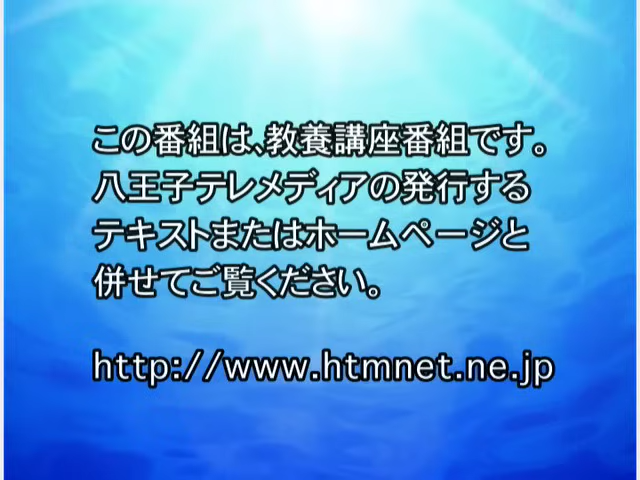 この番組は、教養講座番組です。
八王子テレメディアの発行する
テキストまたはホームページと
併せてご覧ください。
http://www.htmnet.ne.jp